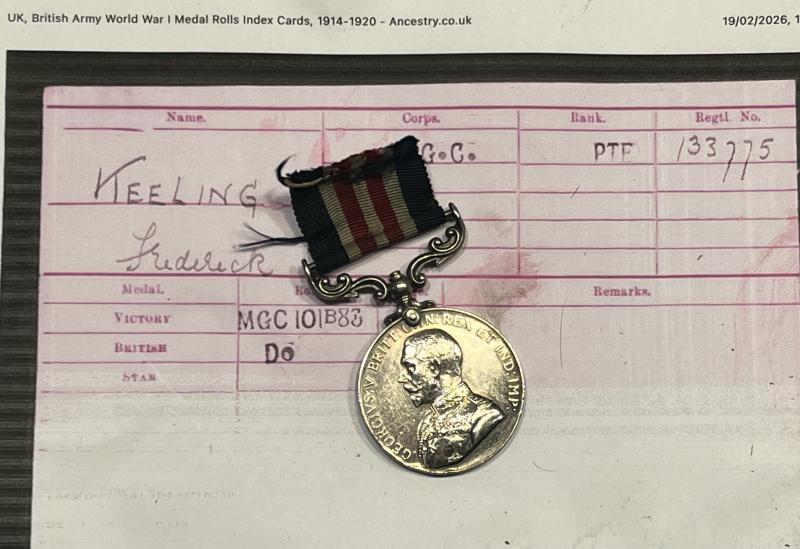 UK, British Army World War I Medal Rolls Index Cards, 1914-1920 - Ancestry.co.uk 19/02/2026, 1
Name. Corps. Rank. Regtl. No.
KEELING G.C. PTE 133775
Frederick
Medal. Remarks.
VICTORY MGC 101B83
BRITISH Do
STAR
GEORGIVS V BRITT: OMN: REX ET IND: IMP: